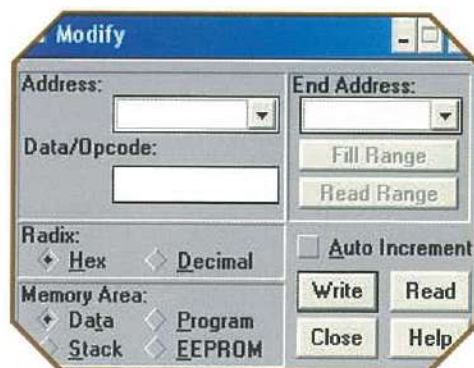 Modify
Address:
End Address:
Data/Opcode:
Fill Range
Read Range
Radix:
Hex
Decimal
Auto Increment
Memory Area:
Data
Program
Stack
EEPROM
Write
Read
Close
Help